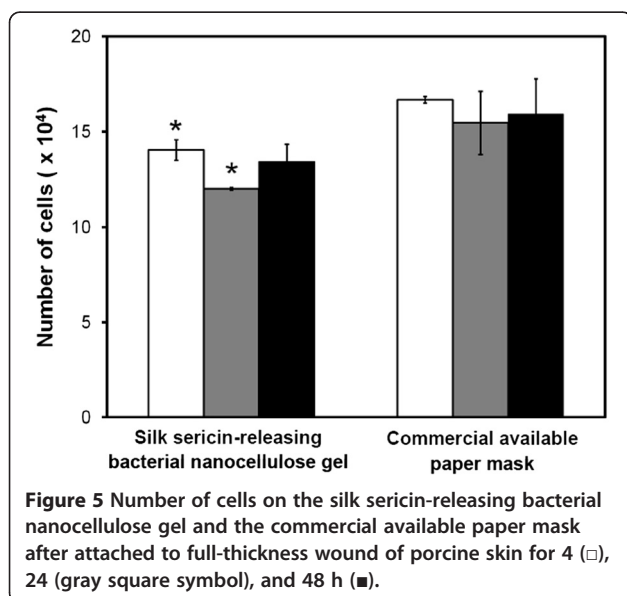 20
15
10
5
0
Number of cells ( x 10⁴)
*
*
Silk sericin-releasing
bacterial nanocellulose gel
Commercial available
paper mask
Figure 5 Number of cells on the silk sericin-releasing bacterial
nanocellulose gel and the commercial available paper mask
after attached to full-thickness wound of porcine skin for 4 (□),
24 (gray square symbol), and 48 h (■).